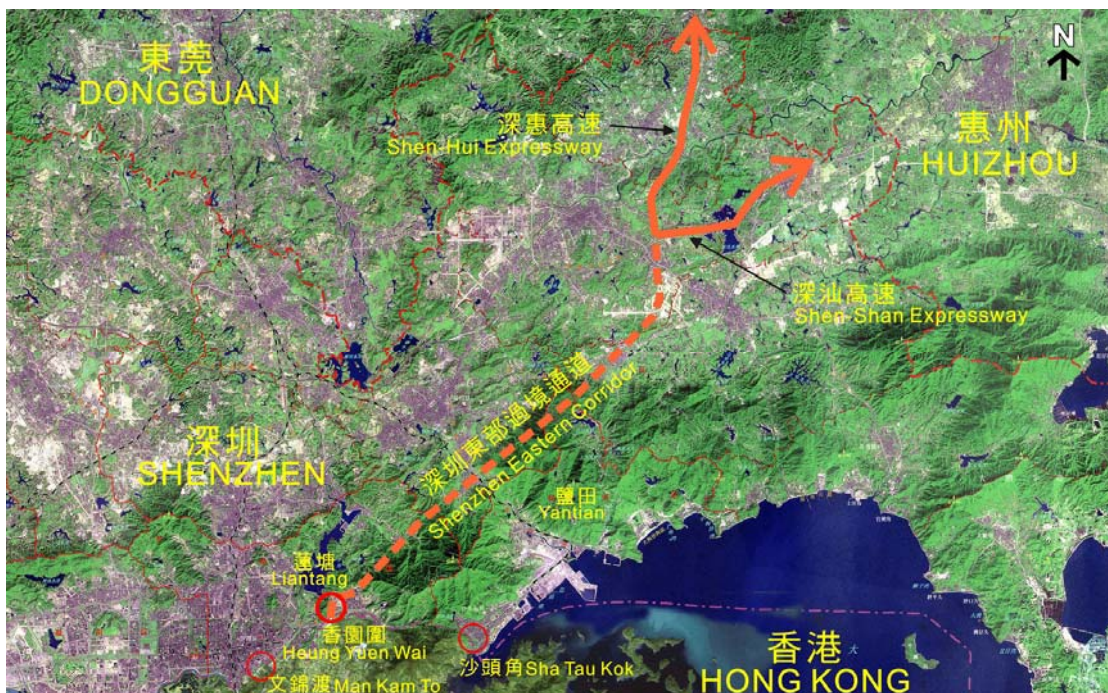 東莞
DONGGUAN
N
深惠高速
Shen-Hui Expressway
惠州
HUIZHOU
深汕高速
Shen-Shan Expressway
深圳東部過境通道
Shenzhen Eastern Corridor
深圳
SHENZHEN
鹽田
Yantian
蓮塘
Liantang
香園圍
Heung Yuen Wai
沙頭角 Sha Tau Kok
文錦渡 Man Kam To
香港
HONG KONG